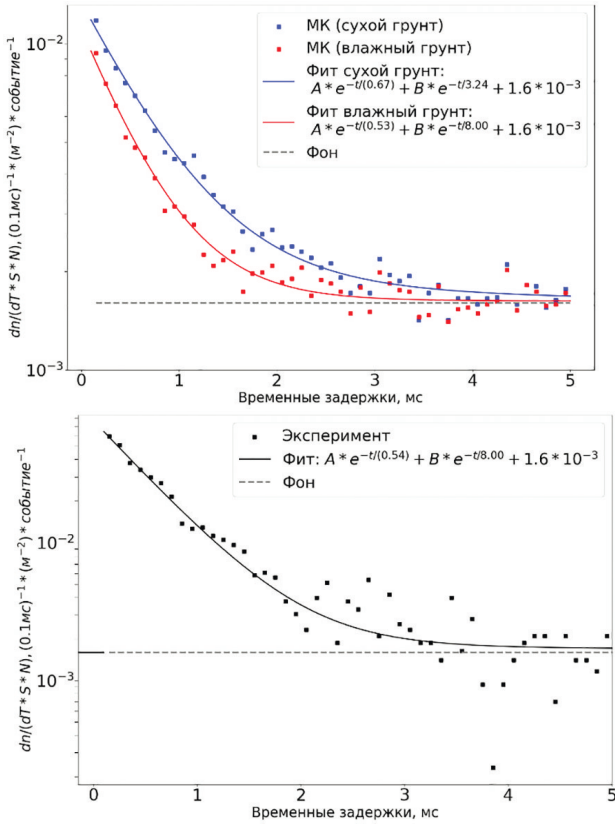 МК (сухой грунт)
МК (влажный грунт)
Фит сухой грунт:
A * e^{-t/(0.67)} + B * e^{-t/3.24} + 1.6 * 10^{-3}
Фит влажный грунт:
A * e^{-t/(0.53)} + B * e^{-t/8.00} + 1.6 * 10^{-3}
Фон
dn/(dT * S * N), (0.1мс)^{-1} * (м^{-2}) * событие^{-1}
10^{-2}
10^{-3}
0 1 2 3 4 5
Временные задержки, мс
Эксперимент
Фит: A * e^{-t/(0.54)} + B * e^{-t/8.00} + 1.6 * 10^{-3}
Фон
dn/(dT * S * N), (0.1мс)^{-1} * (м^{-2}) * событие^{-1}
10^{-2}
10^{-3}
0 1 2 3 4 5
Временные задержки, мс